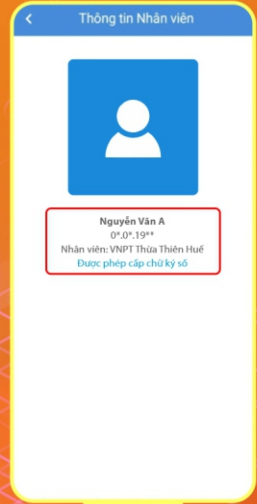 Thông tin Nhân viên
Nguyễn Văn A
0*.0*.19**
Nhân viên: VNPT Thừa Thiên Huế
Được phép cấp chữ ký số